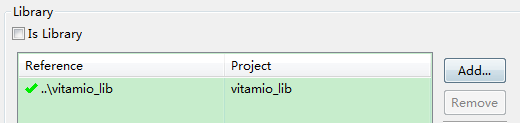 Library
Is Library
Reference Project Add...
..\vitamio_lib vitamio_lib
Remove